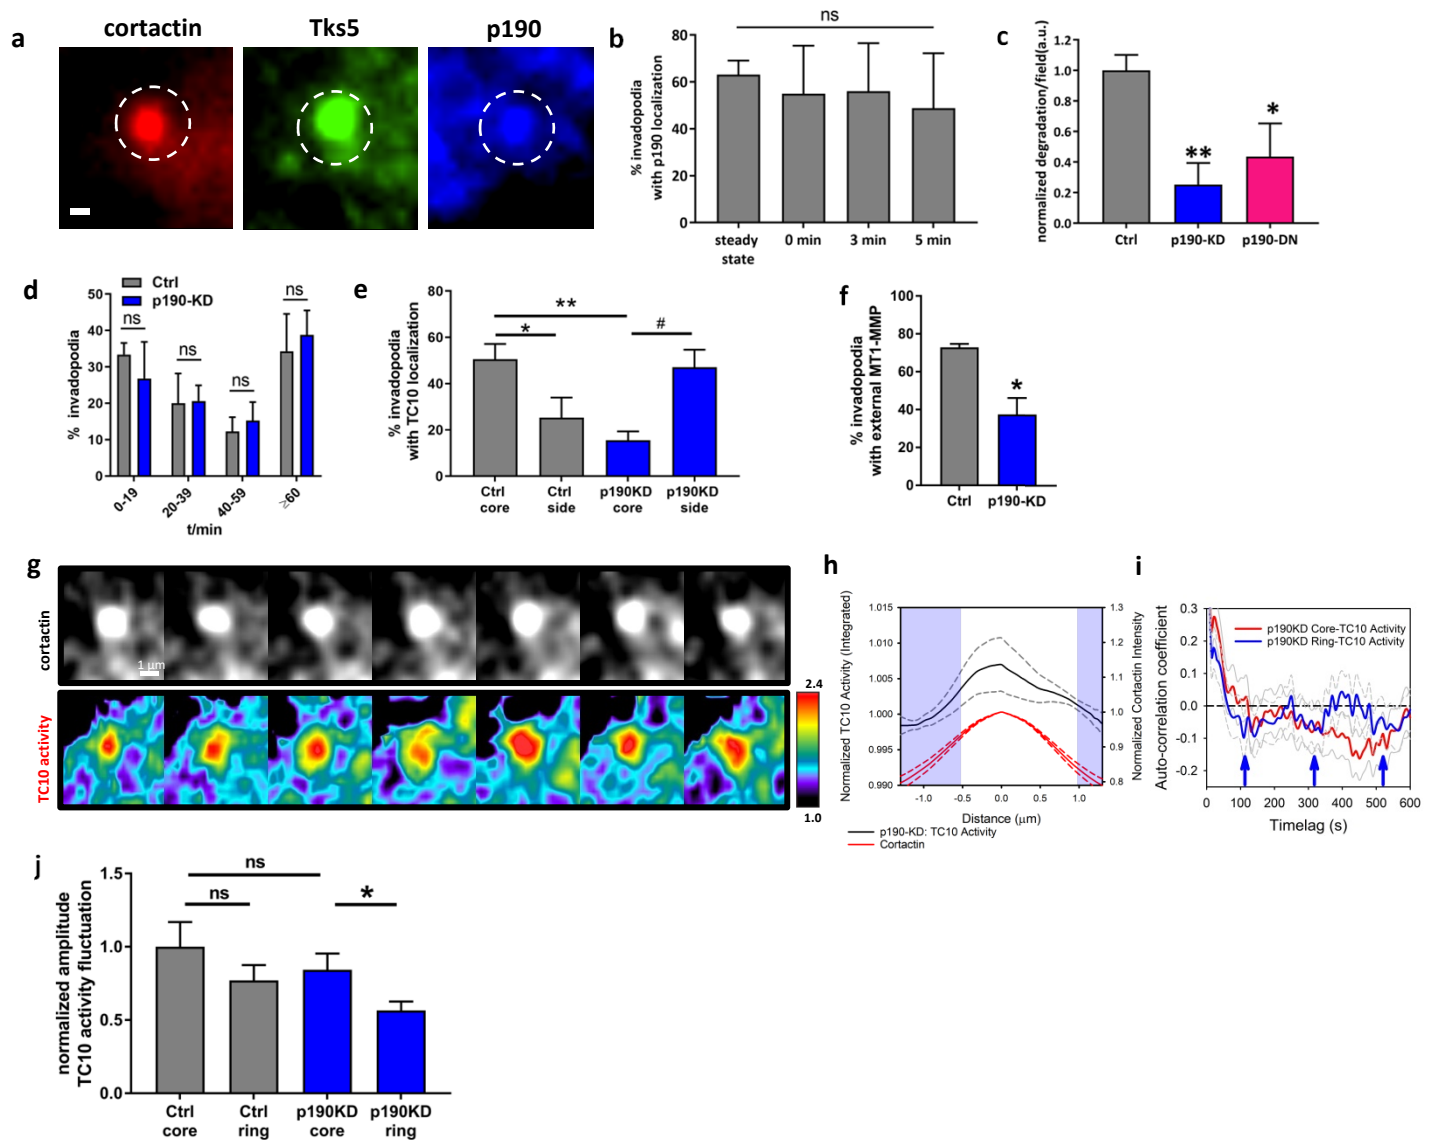 a
cortactin
Tks5
p190
b
ns
% invadopodia
with p190 localization
80
60
40
20
0
steady
state
0 min
3 min
5 min
c
normalized degradation/field(a.u.)
1.2
1.0
0.8
0.6
0.4
0.2
0.0
**
*
Ctrl
p190-KD
p190-DN
d
Ctrl
p190-KD
% invadopodia
50
40
30
20
10
0
ns
ns
ns
ns
0-19
20-39
40-59
≥60
t/min
e
% invadopodia
with TC10 localization
80
60
40
20
0
**
*
#
Ctrl
core
Ctrl
side
p190KD
core
p190KD
side
f
% invadopodia
with external MT1-MMP
100
80
60
40
20
0
*
Ctrl
p190-KD
g
cortactin
1 μm
TC10 activity
2.4
1.0
h
Normalized TC10 Activity (Integrated)
1.015
1.010
1.005
1.000
0.995
0.990
Normalized Cortactin Intensity
1.3
1.2
1.1
1.0
0.9
0.8
-1.0
-0.5
0.0
0.5
1.0
Distance (μm)
p190-KD: TC10 Activity
Cortactin
i
Auto-correlation coefficient
0.3
0.2
0.1
0.0
-0.1
-0.2
p190KD Core-TC10 Activity
p190KD Ring-TC10 Activity
0
100
200
300
400
500
600
Timelag (s)
j
normalized amplitude
TC10 activity fluctuation
1.5
1.0
0.5
0.0
ns
ns
*
Ctrl
core
Ctrl
ring
p190KD
core
p190KD
ring